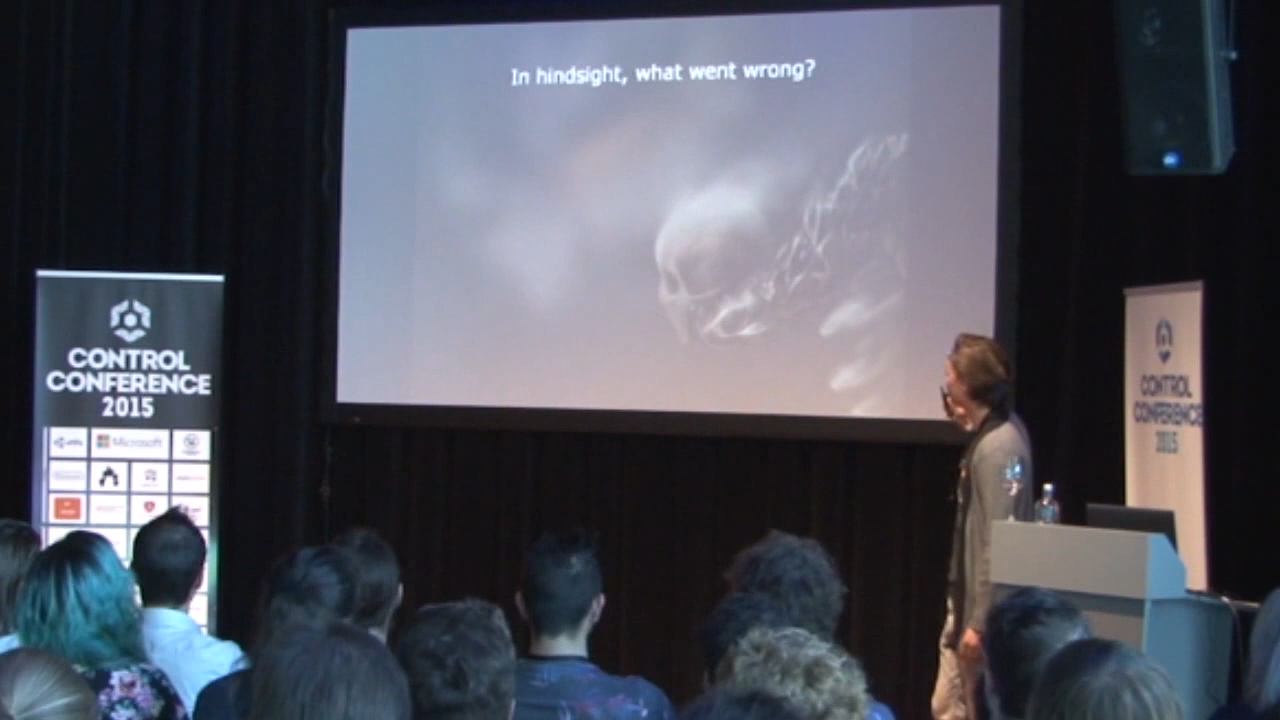 In hindsight, what went wrong?
CONTROL
CONFERENCE
2015
Microsoft
CONTROL
CONFERENCE
2015